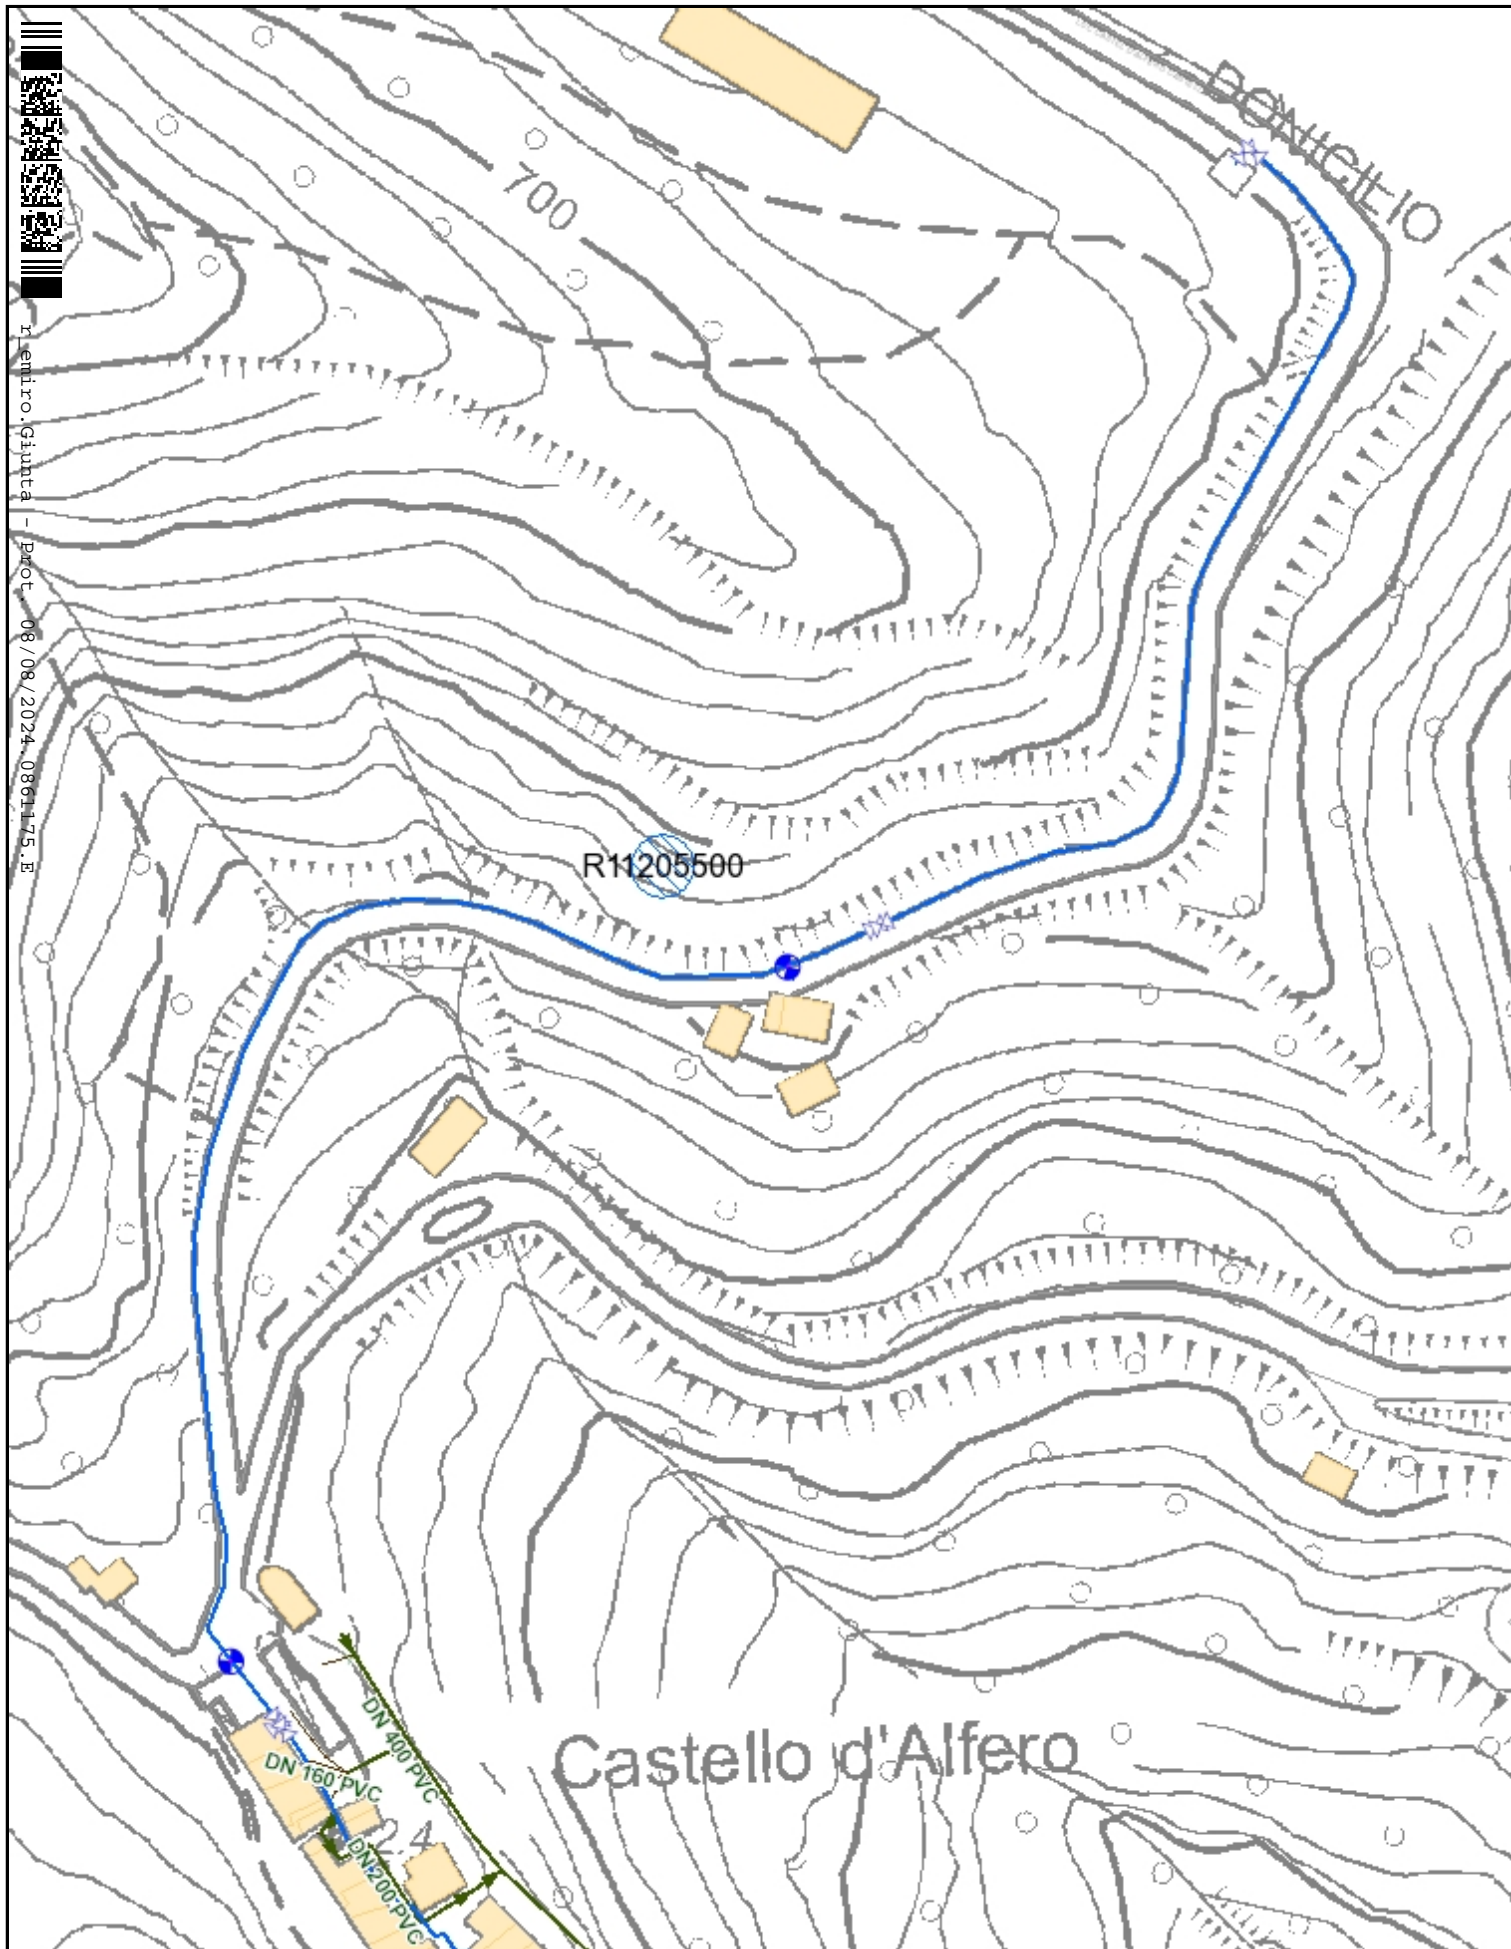 DONICILIO
700
r_emiro.Giunta - Prot. 08/08/2024.0861175.E
R11205500
DN 400 PVC
Castello d'Alfero
DN 160 PVC
DN 200 PVC